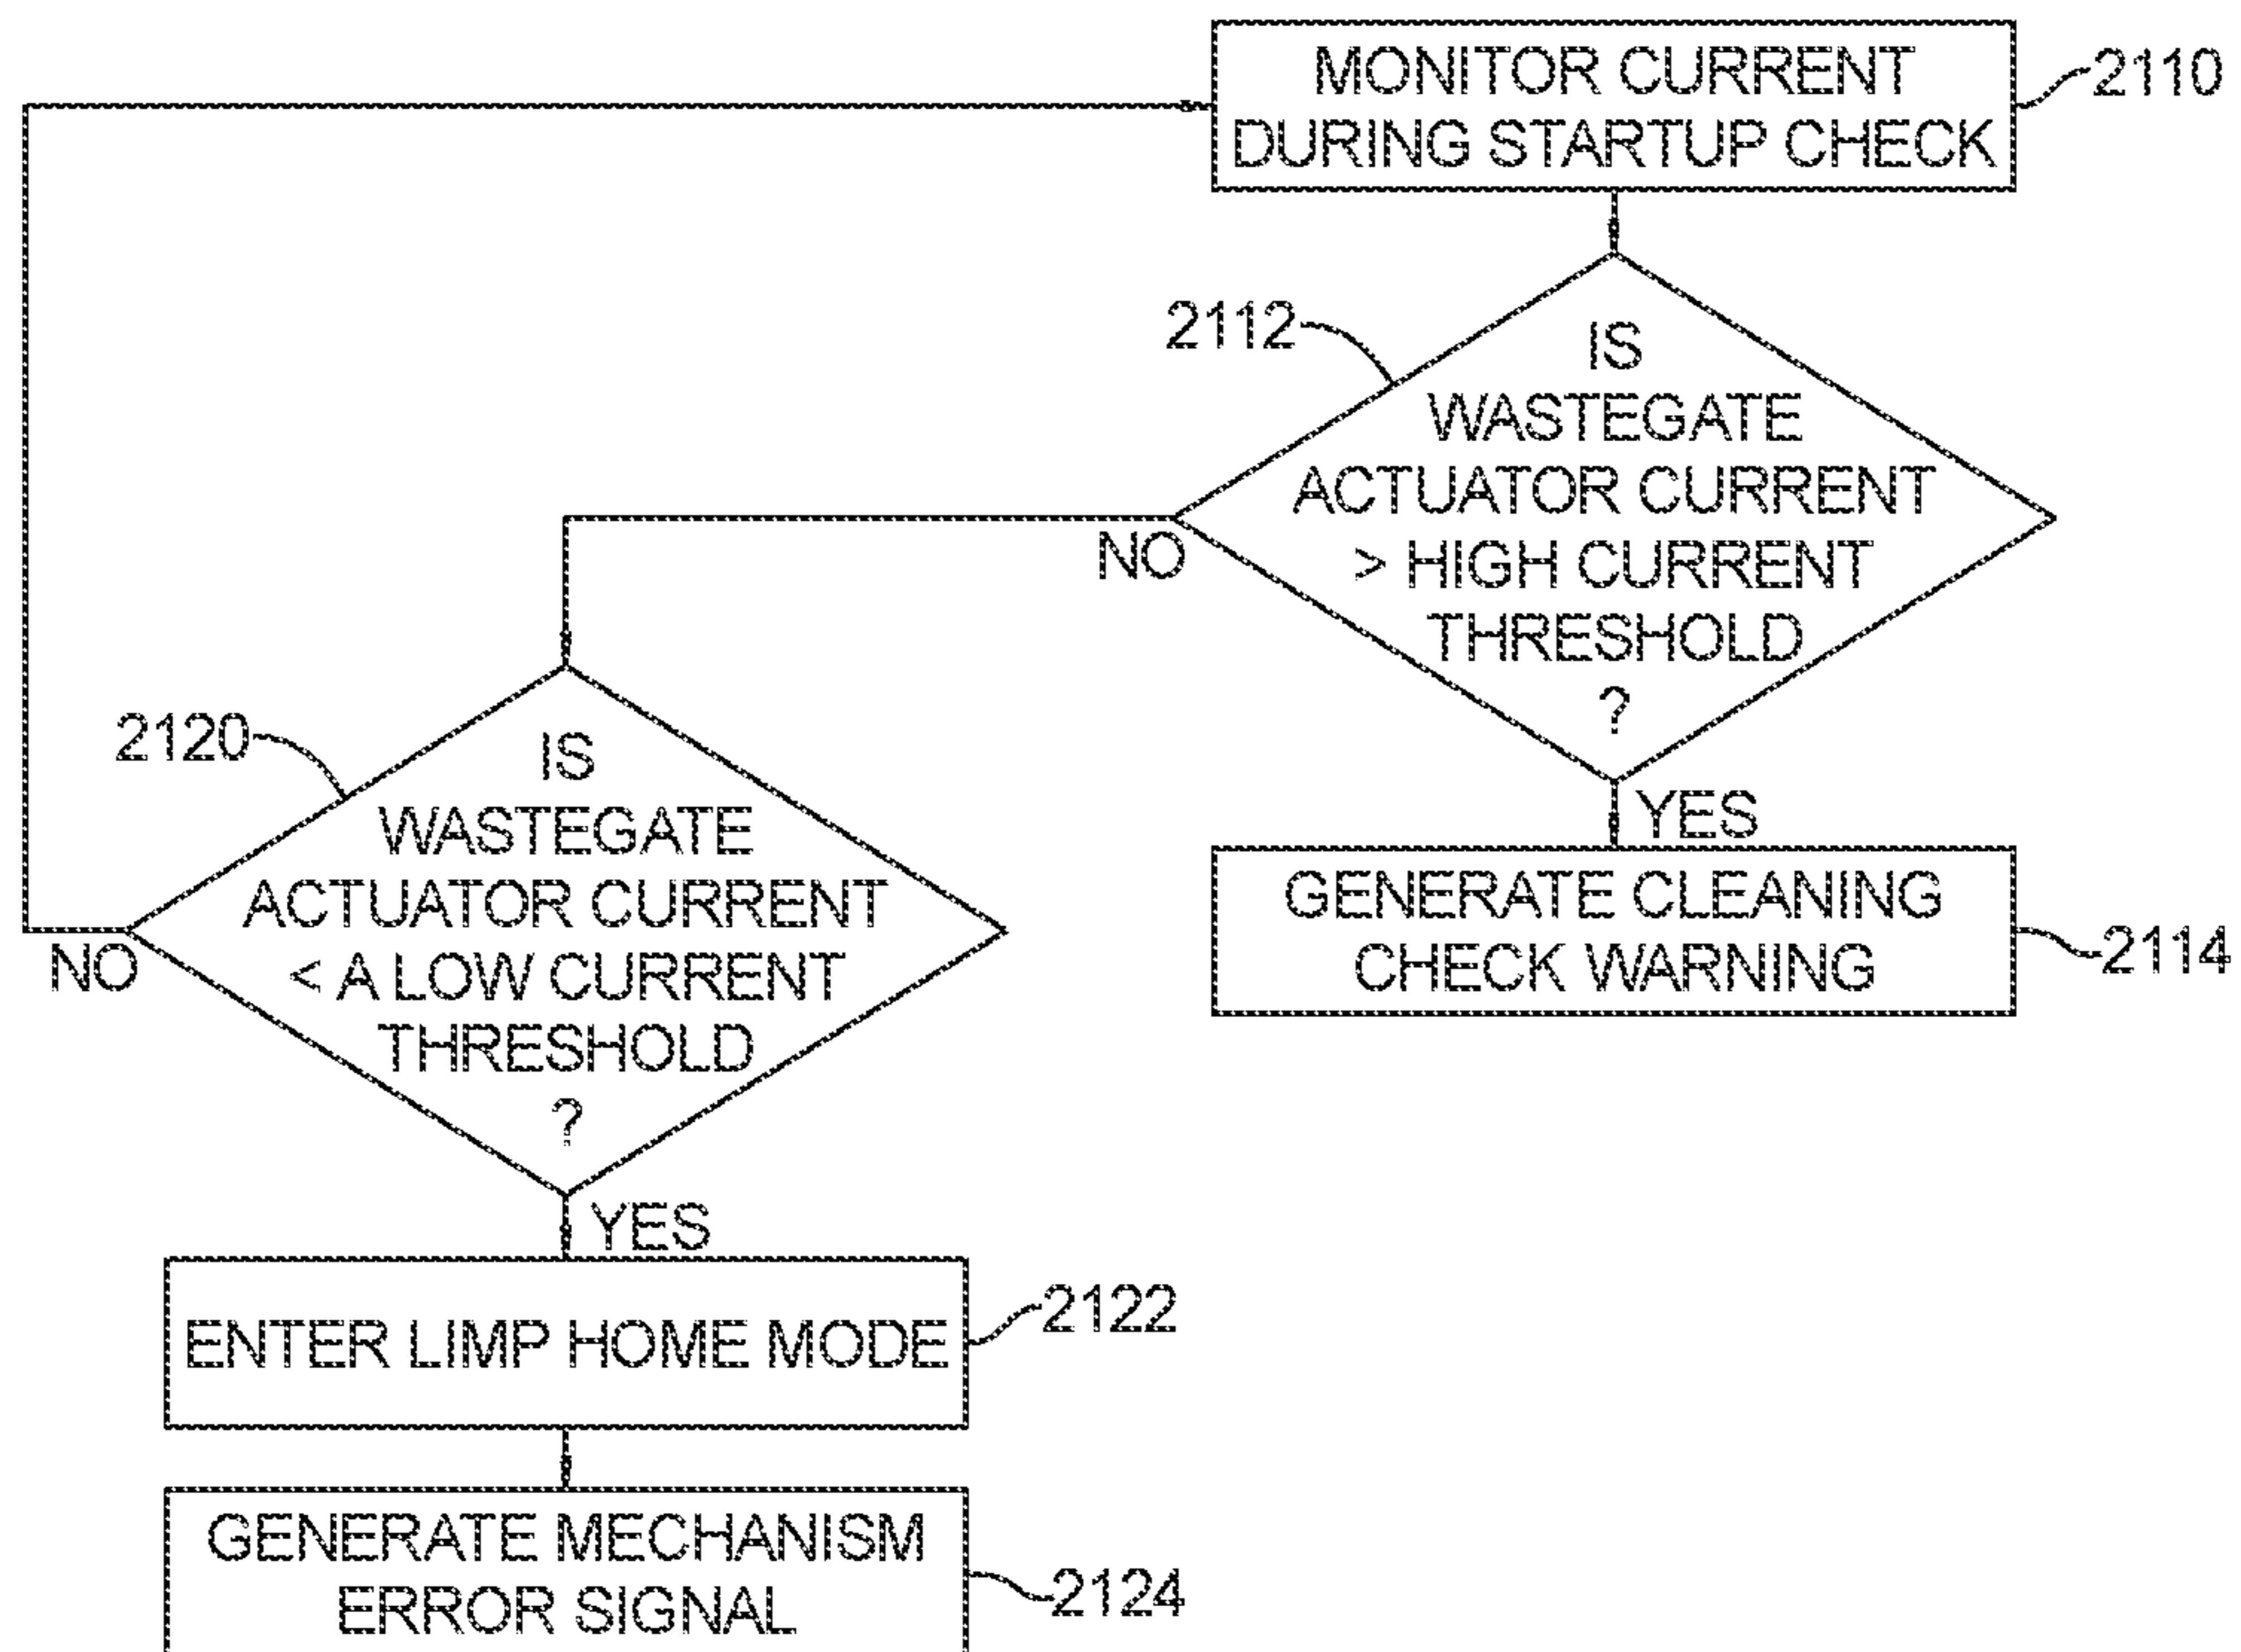 MONITOR CURRENT
DURING STARTUP CHECK
2110
2112
IS
WASTEGATE
ACTUATOR CURRENT
> HIGH CURRENT
THRESHOLD
?
NO
YES
GENERATE CLEANING
CHECK WARNING
2114
2120
IS
WASTEGATE
ACTUATOR CURRENT
< A LOW CURRENT
THRESHOLD
?
NO
YES
ENTER LIMP HOME MODE
2122
GENERATE MECHANISM
ERROR SIGNAL
2124